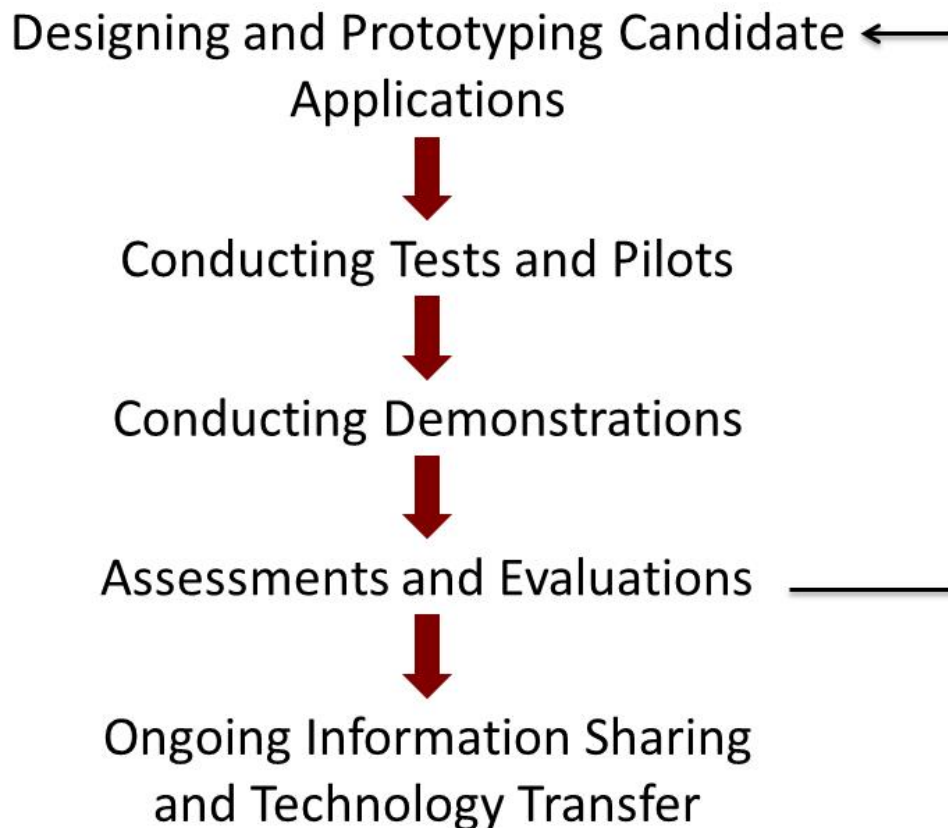 Designing and Prototyping Candidate
Applications
Conducting Tests and Pilots
Conducting Demonstrations
Assessments and Evaluations
Ongoing Information Sharing
and Technology Transfer